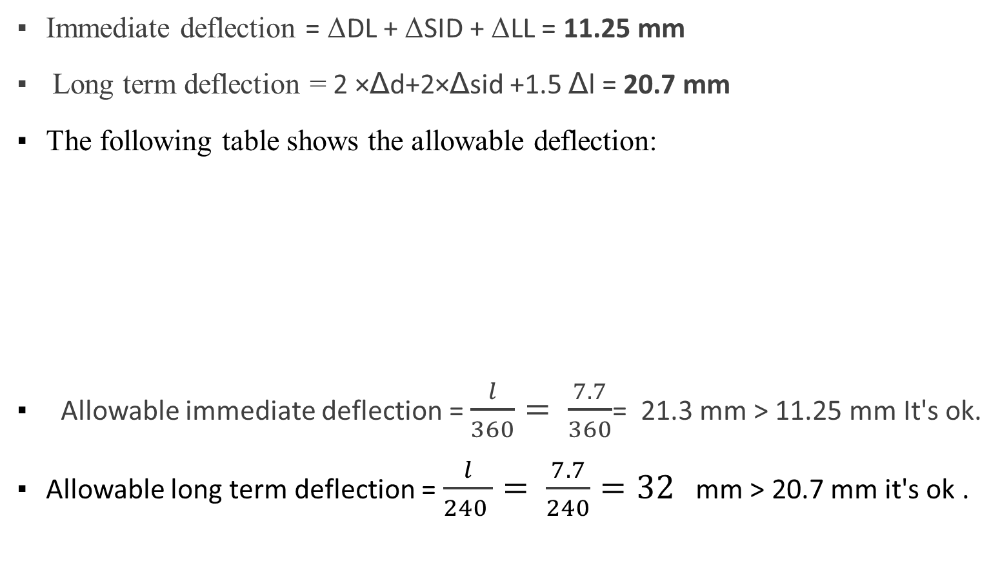 ▪ Immediate deflection = ΔDL + ΔSID + ΔLL = 11.25 mm
▪ Long term deflection = 2 ×Δd+2×Δsid +1.5 Δl = 20.7 mm
▪ The following table shows the allowable deflection:
▪ Allowable immediate deflection = l/360 = 7.7/360 = 21.3 mm > 11.25 mm It's ok.
▪ Allowable long term deflection = l/240 = 7.7/240 = 32 mm > 20.7 mm it's ok .